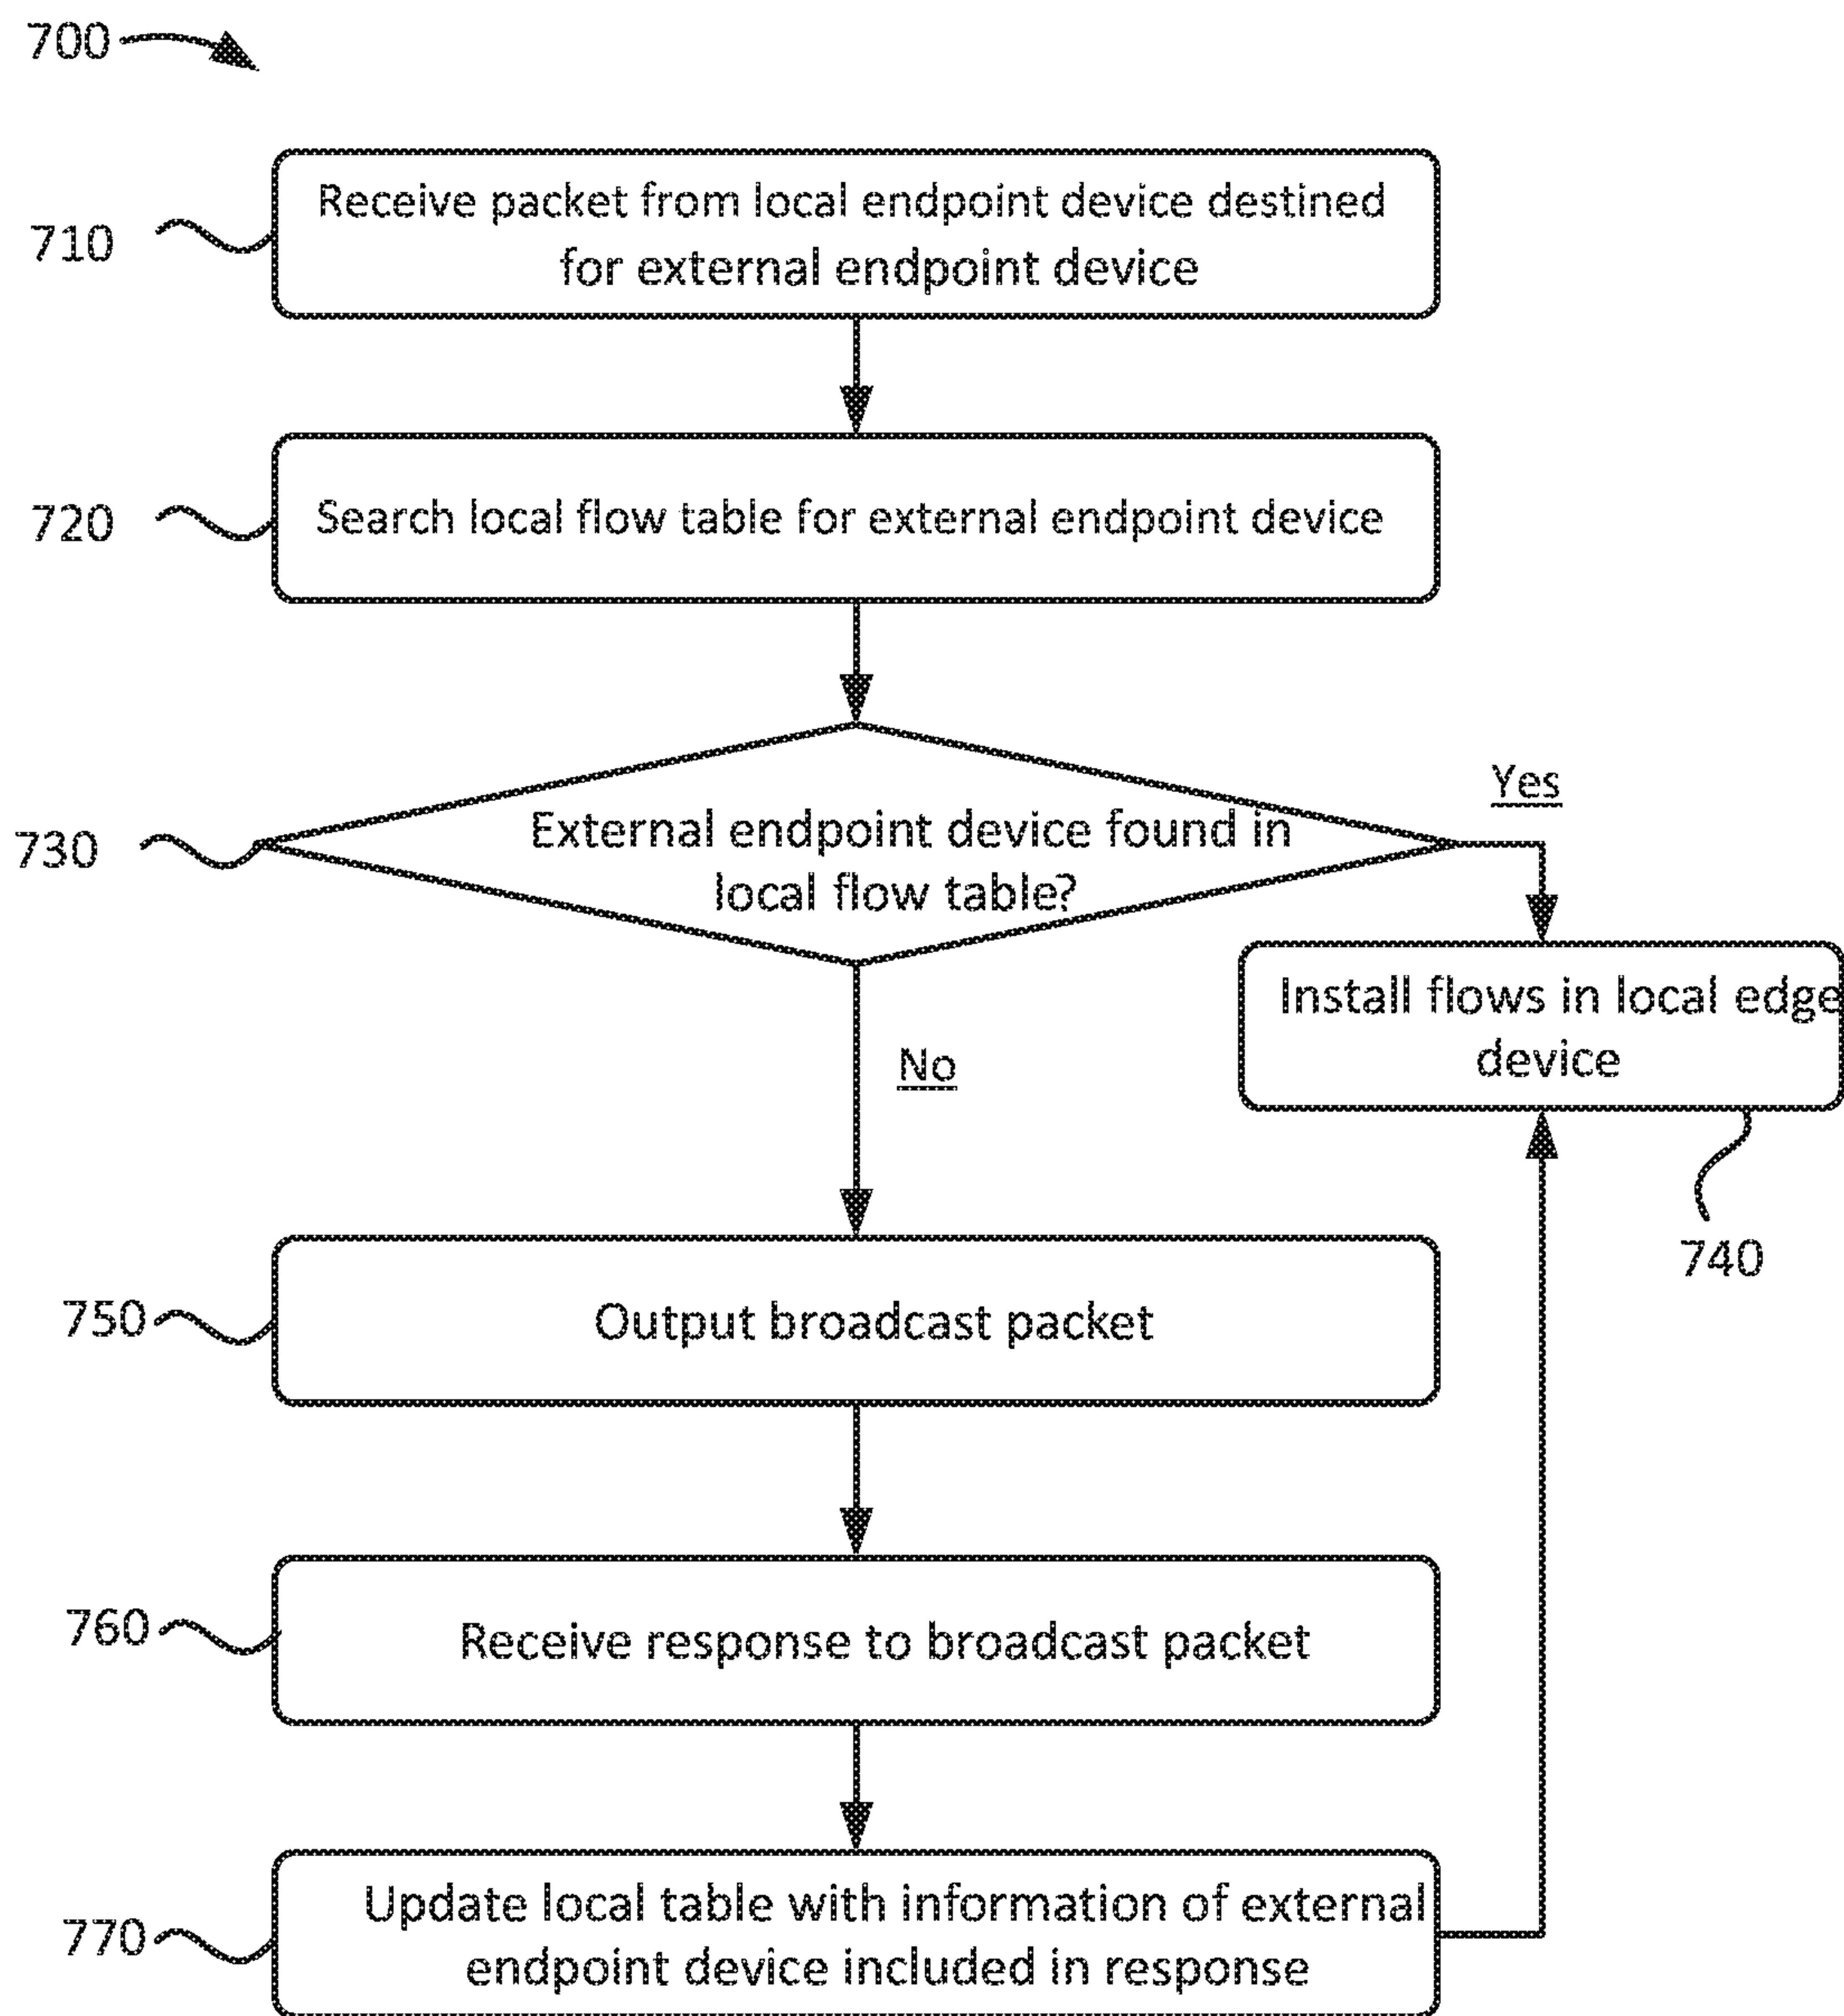 700
710
Receive packet from local endpoint device destined
for external endpoint device
720
Search local flow table for external endpoint device
730
External endpoint device found in
local flow table?
Yes
Install flows in local edge
device
740
No
750
Output broadcast packet
760
Receive response to broadcast packet
770
Update local table with information of external
endpoint device included in response